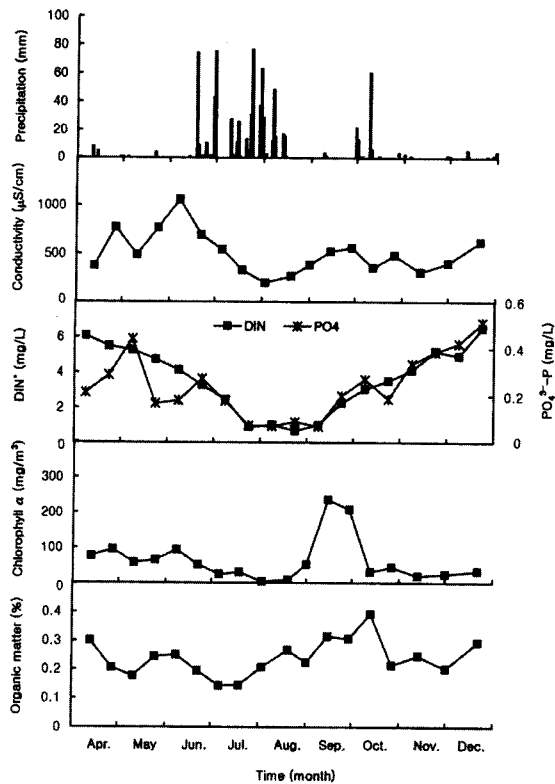 Precipitation (mm)
100
80
60
40
20
0
Conductivity (μS/cm)
1000
500
0
DIN* (mg/L)
6
4
2
0
DIN
PO4
0.6
0.4
0.2
0
PO₄³⁻-P (mg/L)
Chlorophyll α (mg/m³)
300
200
100
0
Organic matter (%)
0.4
0.3
0.2
0.1
0
Apr. May Jun. Jul. Aug. Sep. Oct. Nov. Dec.
Time (month)